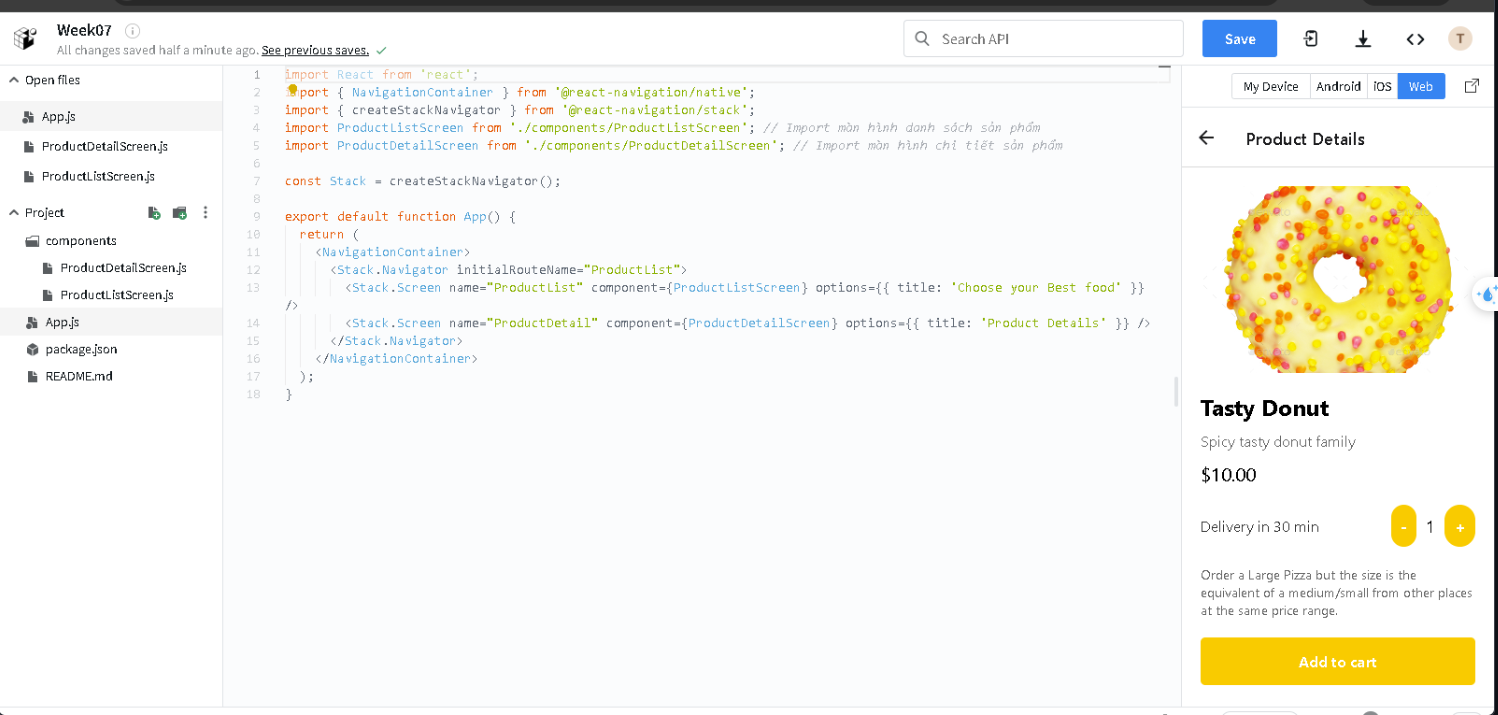 Week07
All changes saved half a minute ago. See previous saves.
Search API
Save
T
Open files
App.js
ProductDetailScreen.js
ProductListScreen.js
Project
components
ProductDetailScreen.js
ProductListScreen.js
App.js
package.json
README.md
1 import React from 'react';
2 import { NavigationContainer } from '@react-navigation/native';
3 import { createStackNavigator } from '@react-navigation/stack';
4 import ProductListScreen from './components/ProductListScreen'; // Import màn hình danh sách sản phẩm
5 import ProductDetailScreen from './components/ProductDetailScreen'; // Import màn hình chi tiết sản phẩm
6
7 const Stack = createStackNavigator();
8
9 export default function App() {
10 return (
11 <NavigationContainer>
12 <Stack.Navigator initialRouteName="ProductList">
13 <Stack.Screen name="ProductList" component={ProductListScreen} options={{ title: 'Choose your Best food' }}
/>
14 <Stack.Screen name="ProductDetail" component={ProductDetailScreen} options={{ title: 'Product Details' }} />
15 </Stack.Navigator>
16 </NavigationContainer>
17 );
18 }
My Device Android iOS Web
Product Details
Tasty Donut
Spicy tasty donut family
$10.00
Delivery in 30 min - 1 +
Order a Large Pizza but the size is the
equivalent of a medium/small from other places
at the same price range.
Add to cart